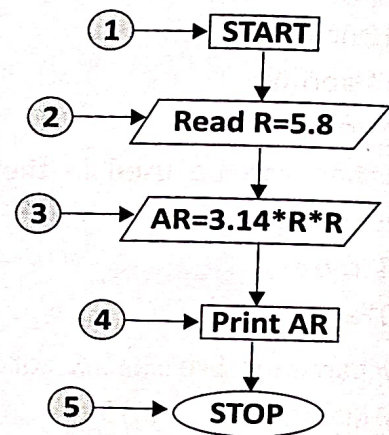 1 START
2 Read R=5.8
3 AR=3.14*R*R
4 Print AR
5 STOP